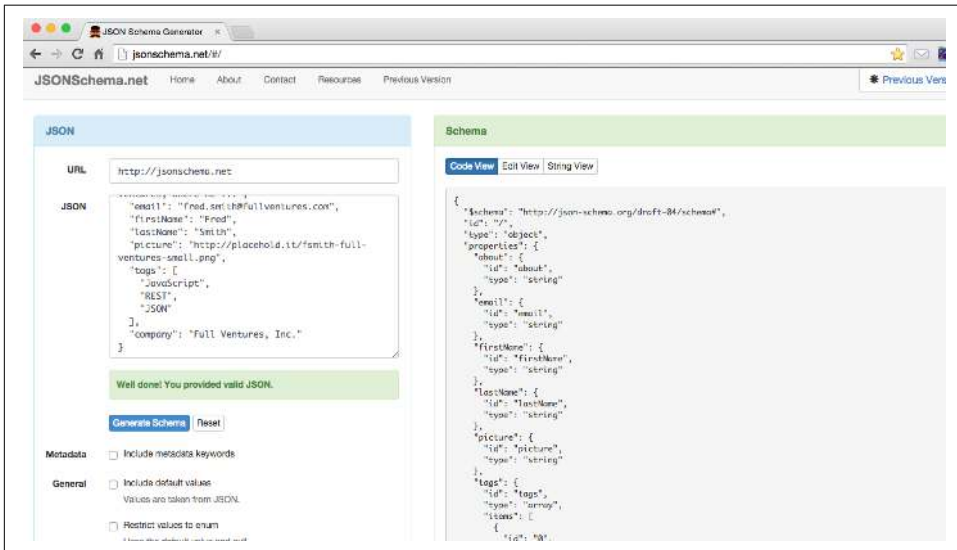 JSON Schema Generator
jsonschema.net/#/
JSONSchema.net Home About Contact Resources Previous Version
Previous Vers
JSON
URL
http://jsonschema.net
JSON
"email": "fred.smith@fullventures.com",
"firstName": "Fred",
"lastName": "Smith",
"picture": "http://placehold.it/fsmith-full-
ventures-small.png",
"tags": [
"JavaScript",
"REST",
"JSON"
],
"company": "Full Ventures, Inc."
}
Well done! You provided valid JSON.
Generate Schema Reset
Metadata
Include metadata keywords
General
Include default values
Values are taken from JSON.
Restrict values to enum
Schema
Code View Edit View String View
{
"$schema": "http://json-schema.org/draft-04/schema#",
"id": "/",
"type": "object",
"properties": {
"about": {
"id": "about",
"type": "string"
},
"email": {
"id": "email",
"type": "string"
},
"firstName": {
"id": "firstName",
"type": "string"
},
"lastName": {
"id": "lastName",
"type": "string"
},
"picture": {
"id": "picture",
"type": "string"
},
"tags": {
"id": "tags",
"type": "array",
"items": [
{
"id": "0",